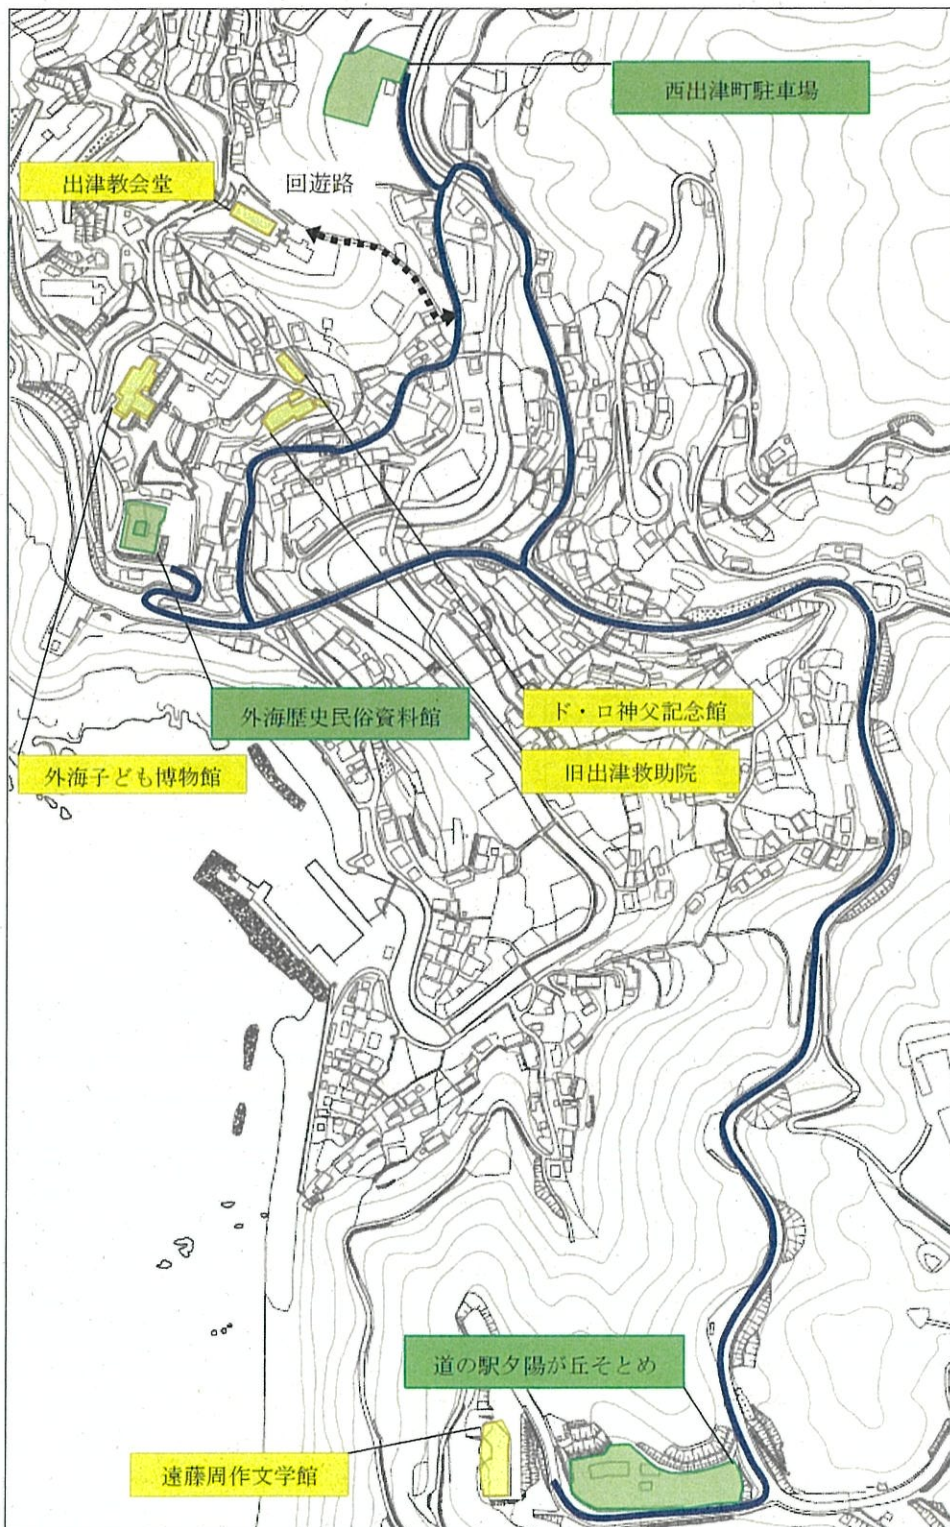 西出津町駐車場
出津教会堂
回遊路
外海歴史民俗資料館
ド・ロ神父記念館
外海子ども博物館
旧出津救助院
道の駅夕陽が丘そとめ
遠藤周作文学館